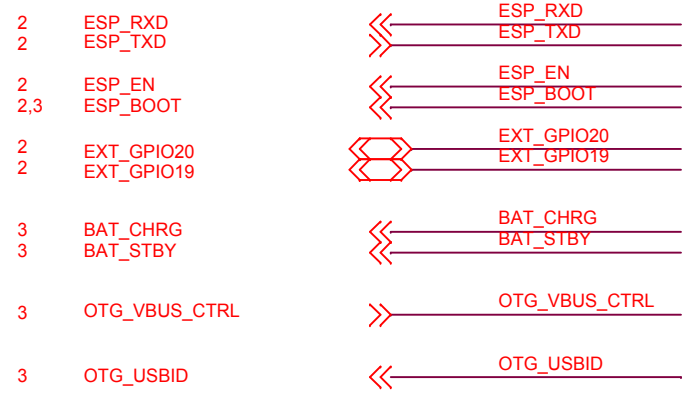 2 ESP_RXD ESP_RXD
2 ESP_TXD ESP_TXD
2 ESP_EN ESP_EN
2,3 ESP_BOOT ESP_BOOT
2 EXT_GPIO20 EXT_GPIO20
2 EXT_GPIO19 EXT_GPIO19
3 BAT_CHRG BAT_CHRG
3 BAT_STBY BAT_STBY
3 OTG_VBUS_CTRL OTG_VBUS_CTRL
3 OTG_USBID OTG_USBID